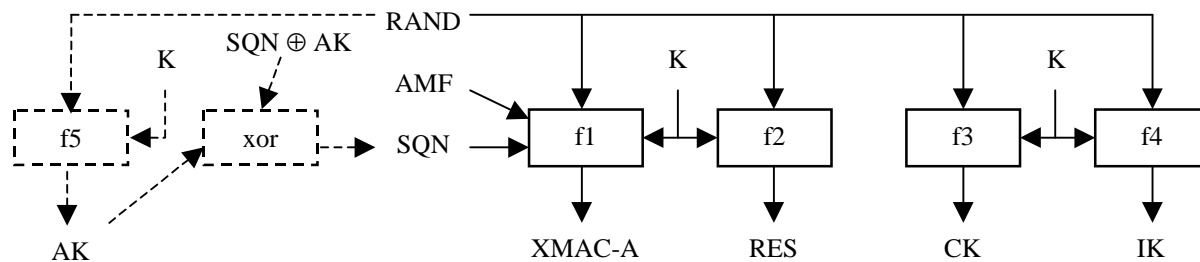 RAND
SQN ⊕ AK
K
K
K
AMF
f5
xor
SQN
f1
f2
f3
f4
AK
XMAC-A
RES
CK
IK